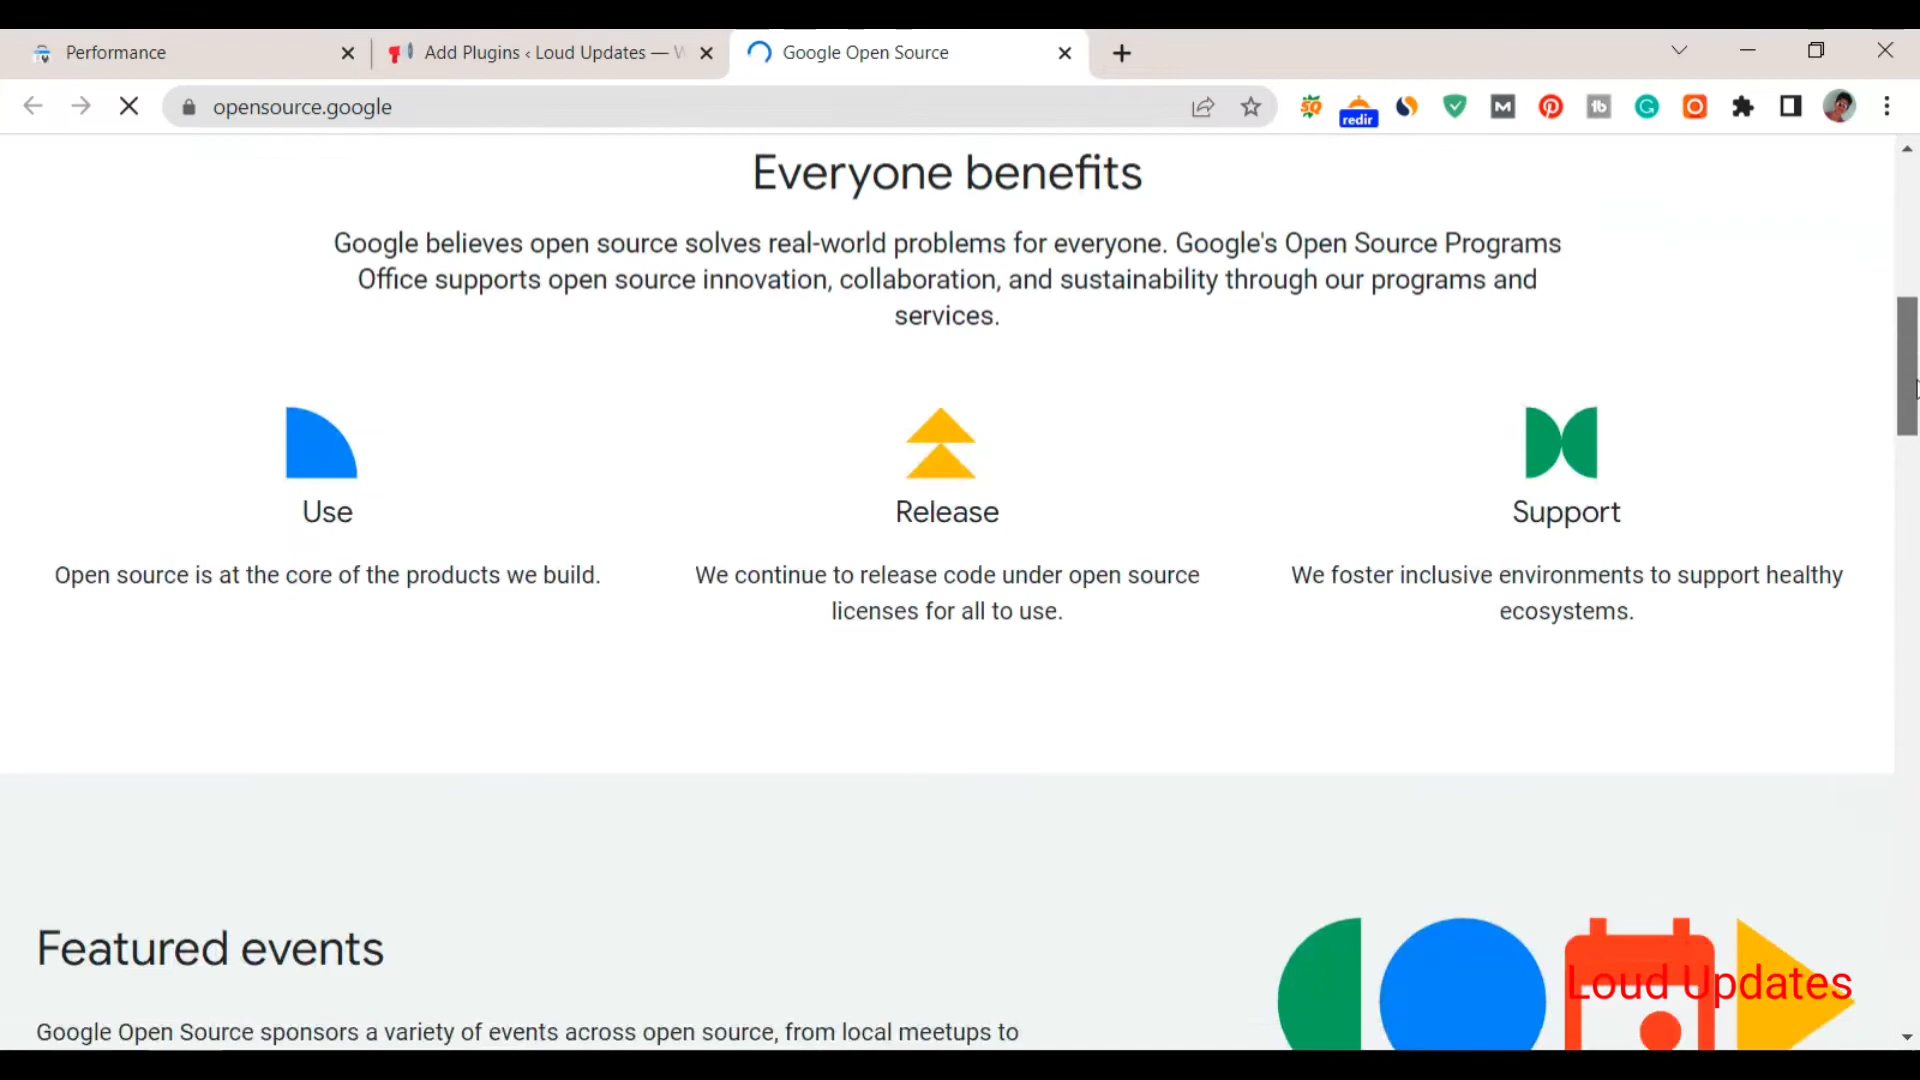 Performance
Add Plugins ‹ Loud Updates — W
Google Open Source
opensource.google
redir
Everyone benefits
Google believes open source solves real-world problems for everyone. Google's Open Source Programs
Office supports open source innovation, collaboration, and sustainability through our programs and
services.
Use
Release
Support
Open source is at the core of the products we build.
We continue to release code under open source
licenses for all to use.
We foster inclusive environments to support healthy
ecosystems.
Featured events
Loud Updates
Google Open Source sponsors a variety of events across open source, from local meetups to